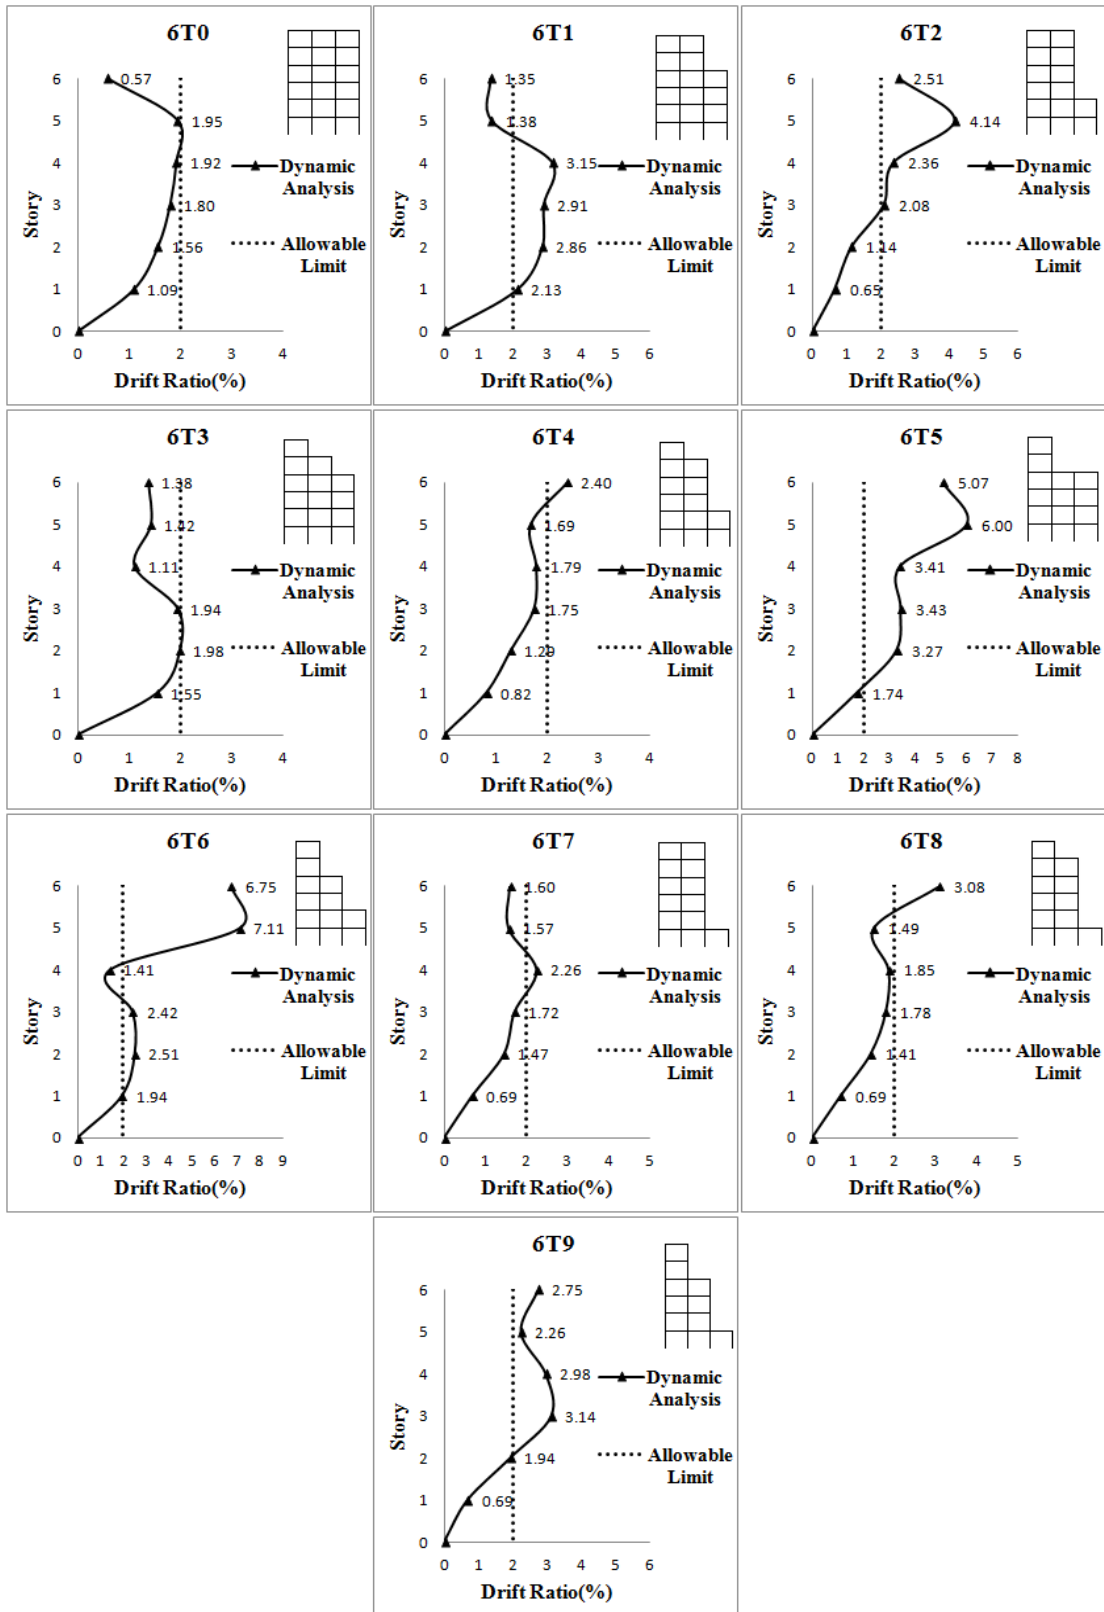 6T0
6
0.57
5
1.95
4
1.92
Dynamic
Analysis
3
1.80
2
1.56
Allowable
Limit
1
1.09
0
0 1 2 3 4
Story
Drift Ratio(%)
6T1
6
1.35
5
1.38
4
3.15
Dynamic
Analysis
3
2.91
2
2.86
Allowable
Limit
1
2.13
0
0 1 2 3 4 5 6
Story
Drift Ratio(%)
6T2
6
2.51
5
4.14
4
2.36
Dynamic
Analysis
3
2.08
2
1.14
Allowable
Limit
1
0.65
0
0 1 2 3 4 5 6
Story
Drift Ratio(%)
6T3
6
1.38
5
1.42
4
1.11
Dynamic
Analysis
3
1.94
2
1.98
Allowable
Limit
1
1.55
0
0 1 2 3 4
Story
Drift Ratio(%)
6T4
6
2.40
5
1.69
4
1.79
Dynamic
Analysis
3
1.75
2
1.29
Allowable
Limit
1
0.82
0
0 1 2 3 4
Story
Drift Ratio(%)
6T5
6
5.07
5
6.00
4
3.41
Dynamic
Analysis
3
3.43
2
3.27
Allowable
Limit
1
1.74
0
0 1 2 3 4 5 6 7 8
Story
Drift Ratio(%)
6T6
6
6.75
5
7.11
4
1.41
Dynamic
Analysis
3
2.42
2
2.51
Allowable
Limit
1
1.94
0
0 1 2 3 4 5 6 7 8 9
Story
Drift Ratio(%)
6T7
6
1.60
5
1.57
4
2.26
Dynamic
Analysis
3
1.72
2
1.47
Allowable
Limit
1
0.69
0
0 1 2 3 4 5
Story
Drift Ratio(%)
6T8
6
3.08
5
1.49
4
1.85
Dynamic
Analysis
3
1.78
2
1.41
Allowable
Limit
1
0.69
0
0 1 2 3 4 5
Story
Drift Ratio(%)
6T9
6
2.75
5
2.26
4
2.98
Dynamic
Analysis
3
3.14
2
1.94
Allowable
Limit
1
0.69
0
0 1 2 3 4 5 6
Story
Drift Ratio(%)